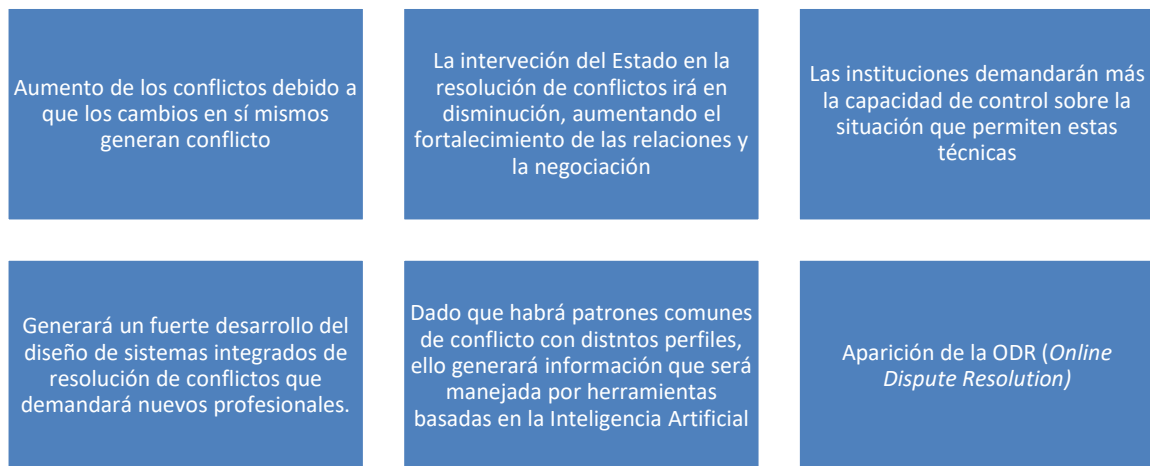 Aumento de los conflictos debido a
que los cambios en sí mismos
generan conflicto
La interveción del Estado en la
resolución de conflictos irá en
disminución, aumentando el
fortalecimiento de las relaciones y
la negociación
Las instituciones demandarán más
la capacidad de control sobre la
situación que permiten estas
técnicas
Generará un fuerte desarrollo del
diseño de sistemas integrados de
resolución de conflictos que
demandará nuevos profesionales.
Dado que habrá patrones comunes
de conflicto con distntos perfiles,
ello generará información que será
manejada por herramientas
basadas en la Inteligencia Artificial
Aparición de la ODR (Online
Dispute Resolution)